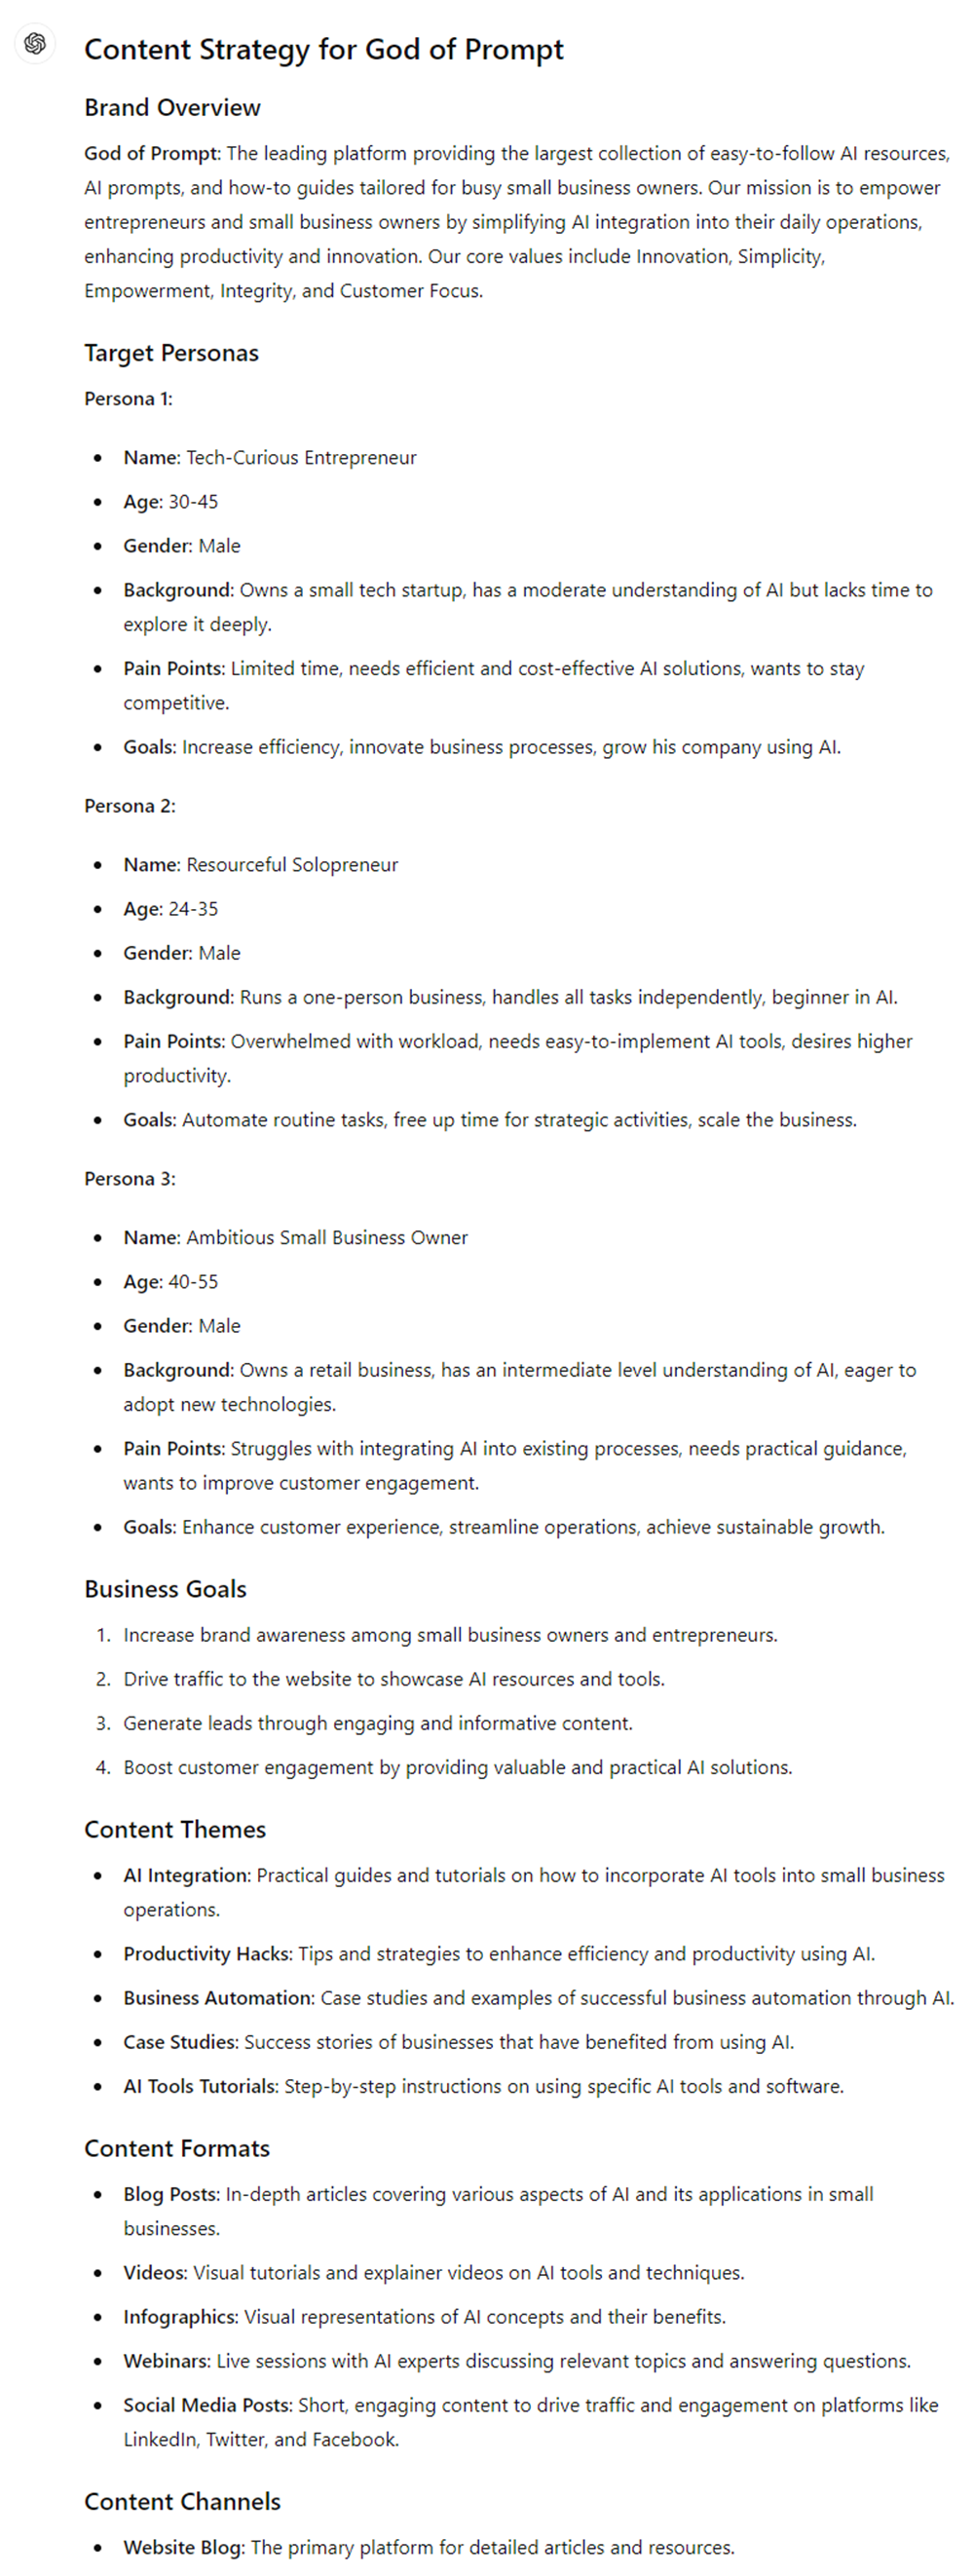 Content Strategy for God of Prompt
Brand Overview
God of Prompt: The leading platform providing the largest collection of easy-to-follow AI resources,
AI prompts, and how-to guides tailored for busy small business owners. Our mission is to empower
entrepreneurs and small business owners by simplifying AI integration into their daily operations,
enhancing productivity and innovation. Our core values include Innovation, Simplicity,
Empowerment, Integrity, and Customer Focus.
Target Personas
Persona 1:
• Name: Tech-Curious Entrepreneur
• Age: 30-45
• Gender: Male
• Background: Owns a small tech startup, has a moderate understanding of AI but lacks time to
explore it deeply.
• Pain Points: Limited time, needs efficient and cost-effective AI solutions, wants to stay
competitive.
• Goals: Increase efficiency, innovate business processes, grow his company using AI.
Persona 2:
• Name: Resourceful Solopreneur
• Age: 24-35
• Gender: Male
• Background: Runs a one-person business, handles all tasks independently, beginner in AI.
• Pain Points: Overwhelmed with workload, needs easy-to-implement AI tools, desires higher
productivity.
• Goals: Automate routine tasks, free up time for strategic activities, scale the business.
Persona 3:
• Name: Ambitious Small Business Owner
• Age: 40-55
• Gender: Male
• Background: Owns a retail business, has an intermediate level understanding of AI, eager to
adopt new technologies.
• Pain Points: Struggles with integrating AI into existing processes, needs practical guidance,
wants to improve customer engagement.
• Goals: Enhance customer experience, streamline operations, achieve sustainable growth.
Business Goals
1. Increase brand awareness among small business owners and entrepreneurs.
2. Drive traffic to the website to showcase AI resources and tools.
3. Generate leads through engaging and informative content.
4. Boost customer engagement by providing valuable and practical AI solutions.
Content Themes
• AI Integration: Practical guides and tutorials on how to incorporate AI tools into small business
operations.
• Productivity Hacks: Tips and strategies to enhance efficiency and productivity using AI.
• Business Automation: Case studies and examples of successful business automation through AI.
• Case Studies: Success stories of businesses that have benefited from using AI.
• AI Tools Tutorials: Step-by-step instructions on using specific AI tools and software.
Content Formats
• Blog Posts: In-depth articles covering various aspects of AI and its applications in small
businesses.
• Videos: Visual tutorials and explainer videos on AI tools and techniques.
• Infographics: Visual representations of AI concepts and their benefits.
• Webinars: Live sessions with AI experts discussing relevant topics and answering questions.
• Social Media Posts: Short, engaging content to drive traffic and engagement on platforms like
LinkedIn, Twitter, and Facebook.
Content Channels
• Website Blog: The primary platform for detailed articles and resources.